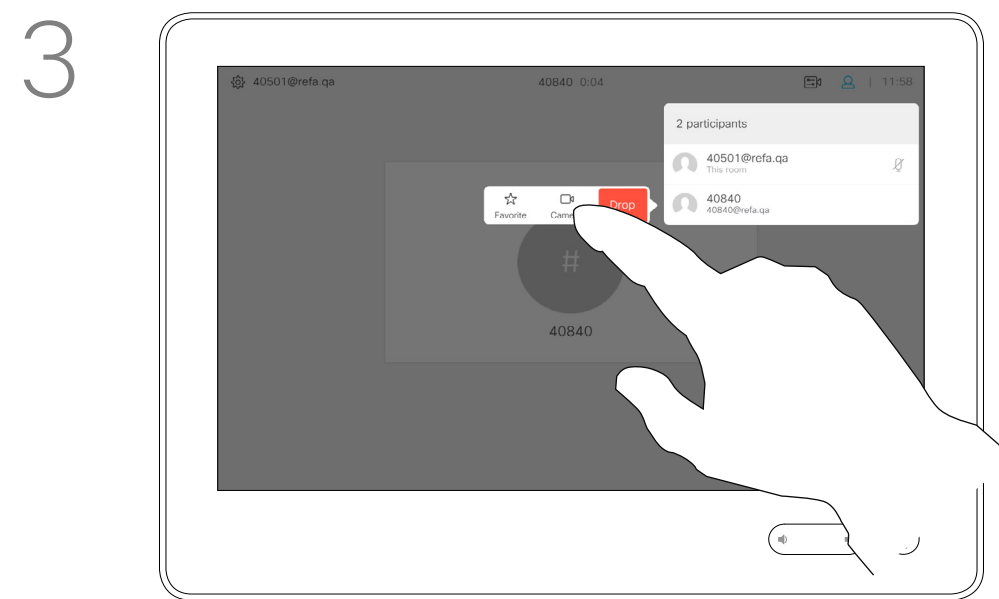 3
40501@refa.qa 40840 0:04 | 11:58
2 participants
40501@refa.qa
This room
40840
40840@refa.qa
Favorite Drop
#
40840